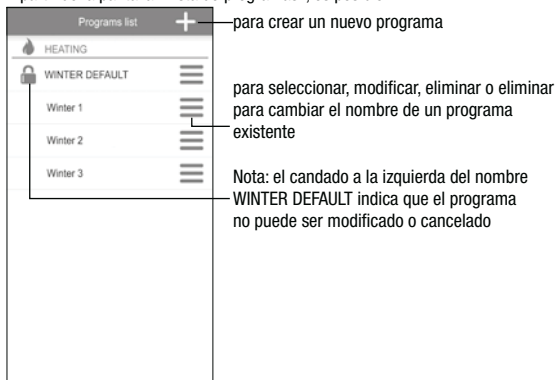 Programs list
para crear un nuevo programa
HEATING
WINTER DEFAULT
Winter 1
Winter 2
Winter 3
para seleccionar, modificar, eliminar o eliminar
para cambiar el nombre de un programa
existente
Nota: el candado a la izquierda del nombre
WINTER DEFAULT indica que el programa
no puede ser modificado o cancelado